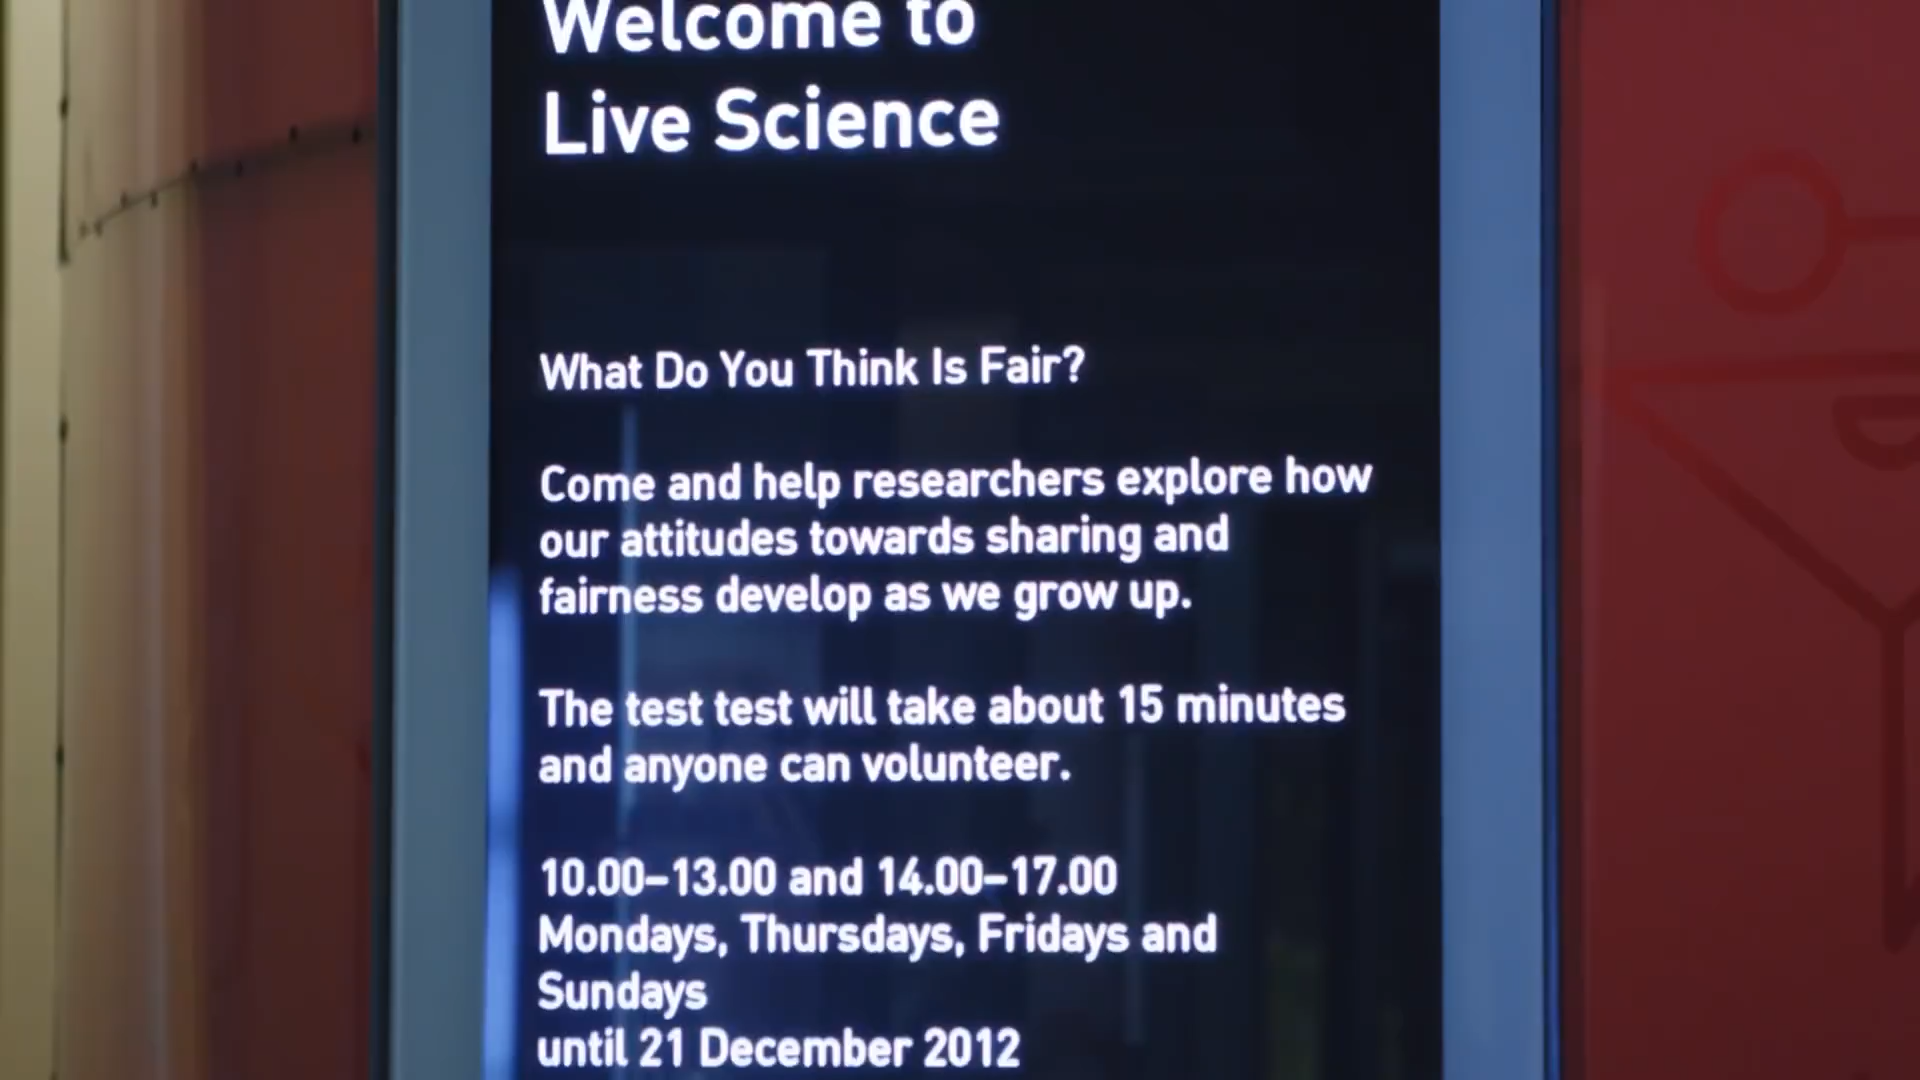 Welcome to
Live Science
What Do You Think Is Fair?
Come and help researchers explore how
our attitudes towards sharing and
fairness develop as we grow up.
The test test will take about 15 minutes
and anyone can volunteer.
10.00–13.00 and 14.00–17.00
Mondays, Thursdays, Fridays and
Sundays
until 21 December 2012